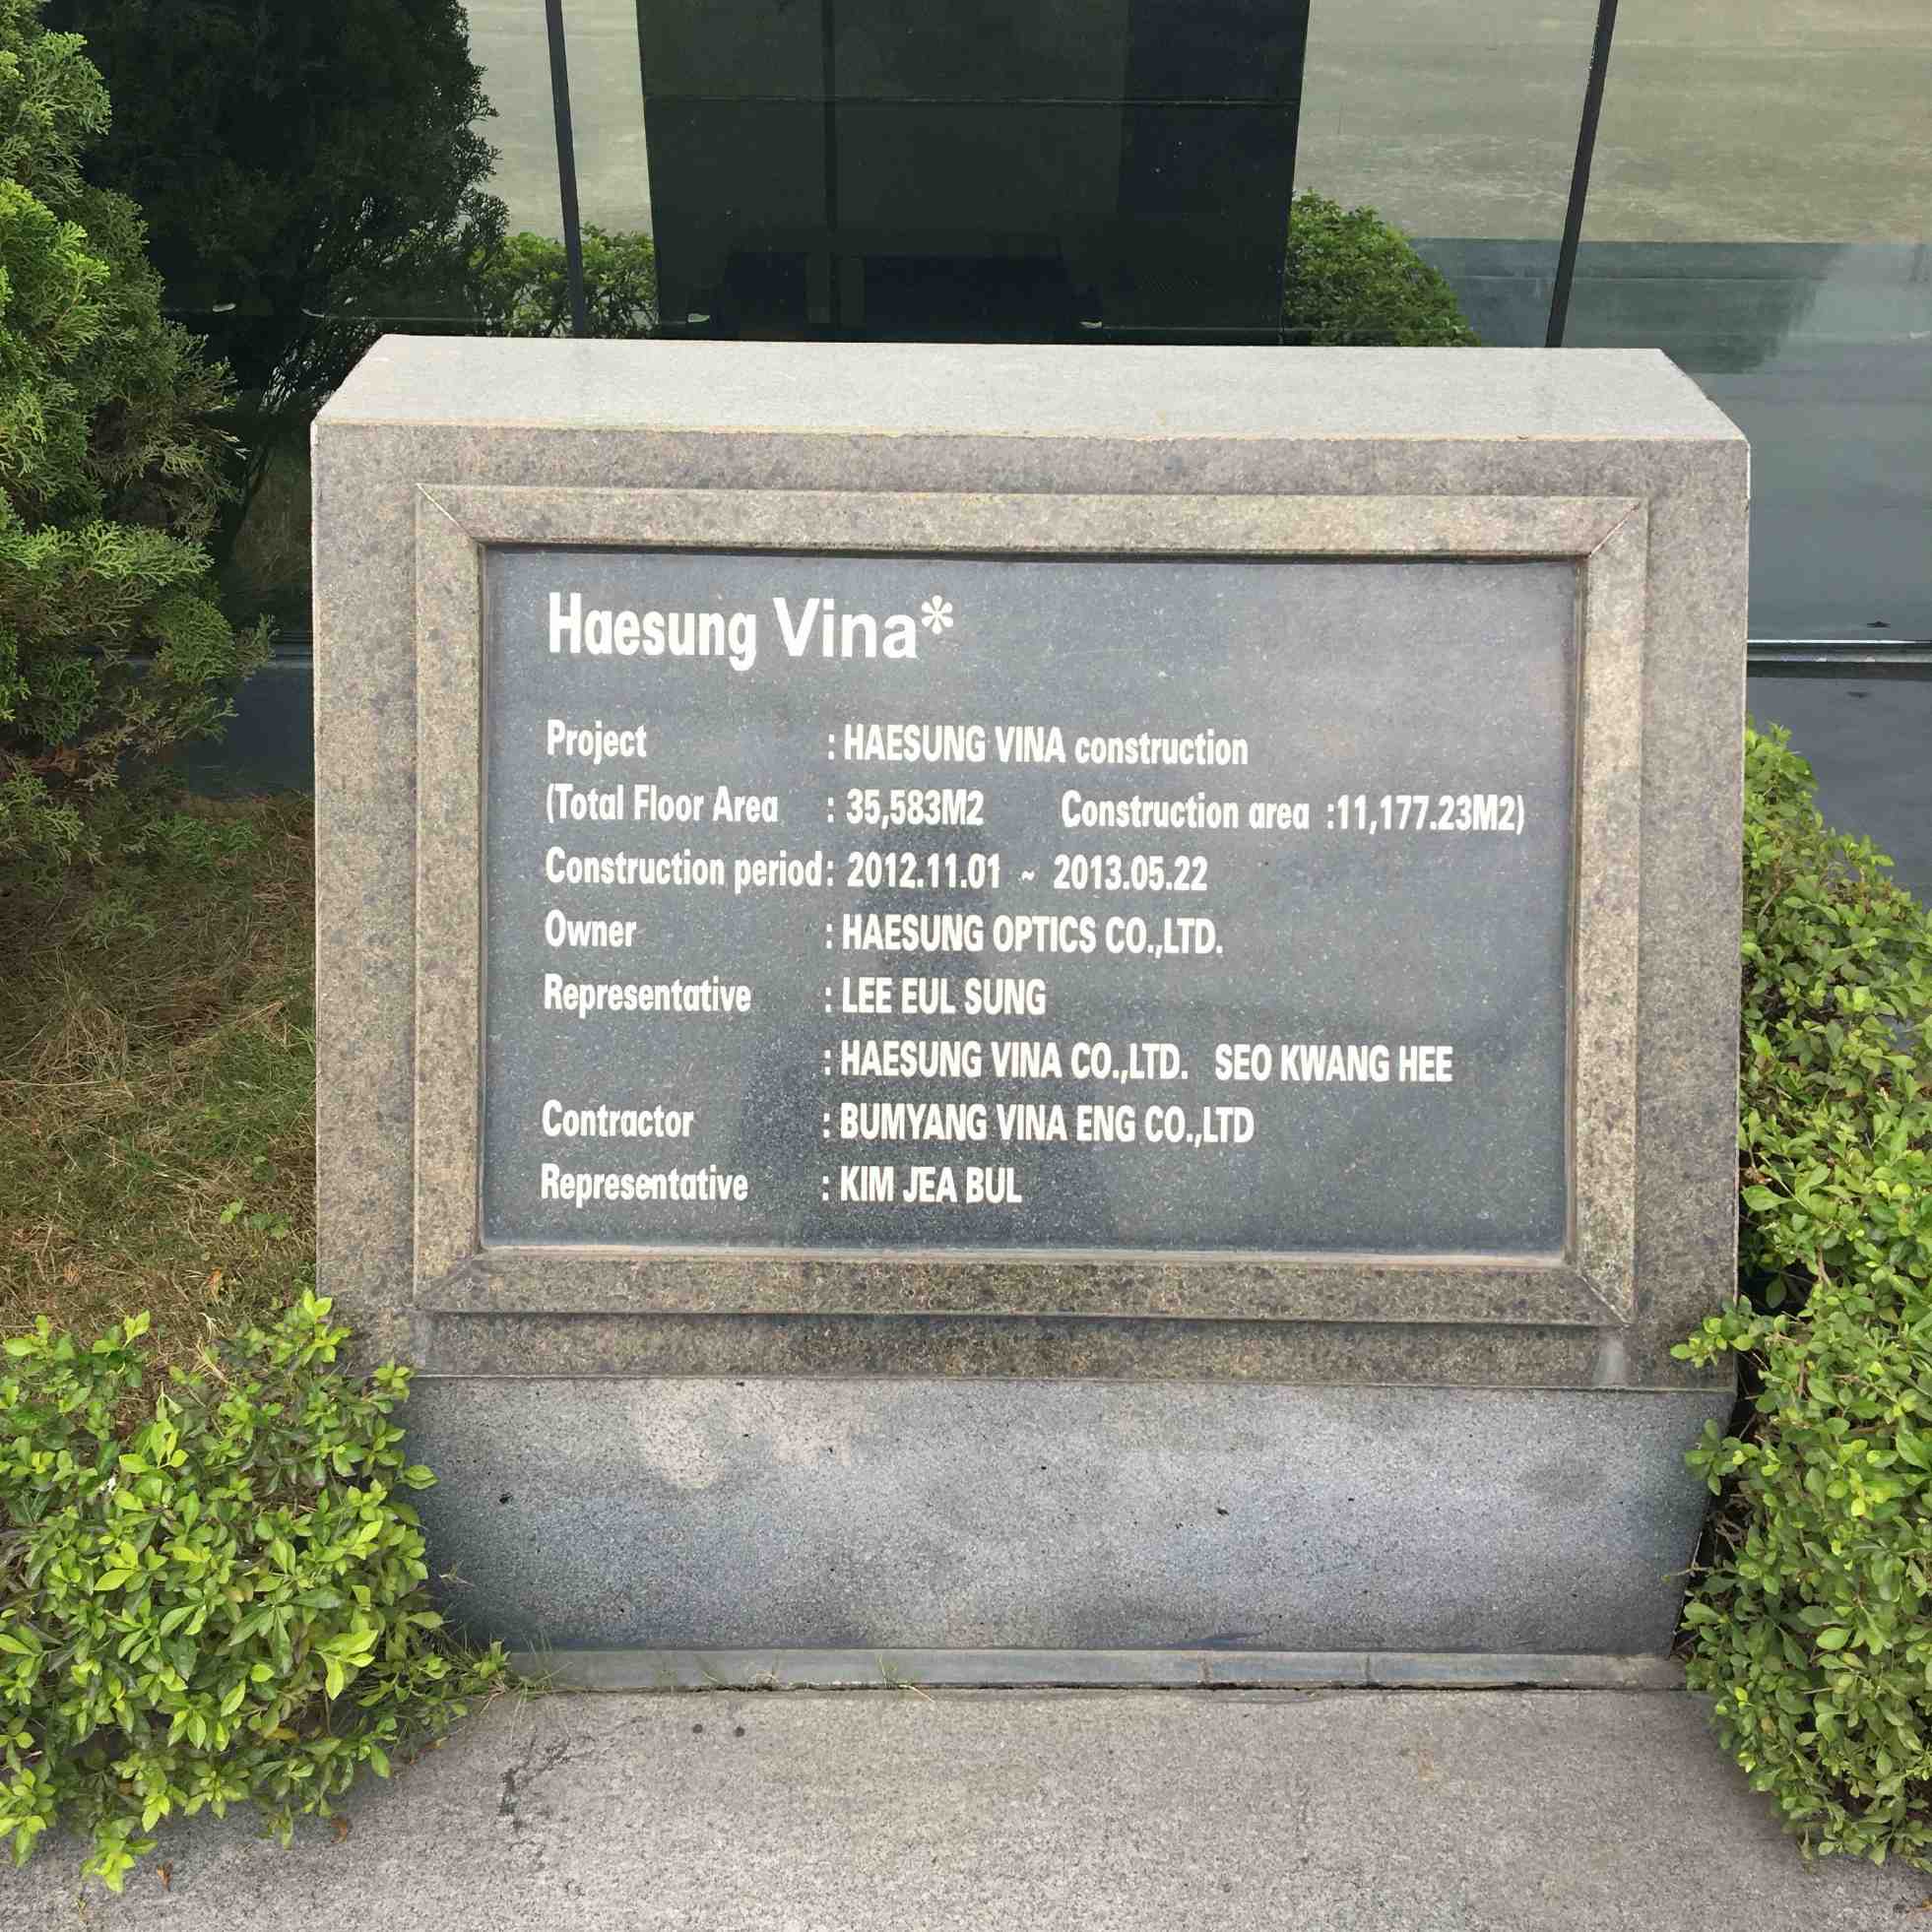 Haesung Vina*
Project : HAESUNG VINA construction
(Total Floor Area : 35,583M2 Construction area :11,177.23M2)
Construction period: 2012.11.01 ~ 2013.05.22
Owner : HAESUNG OPTICS CO.,LTD.
Representative : LEE EUL SUNG
: HAESUNG VINA CO.,LTD. SEO KWANG HEE
Contractor : BUMYANG VINA ENG CO.,LTD
Representative : KIM JEA BUL